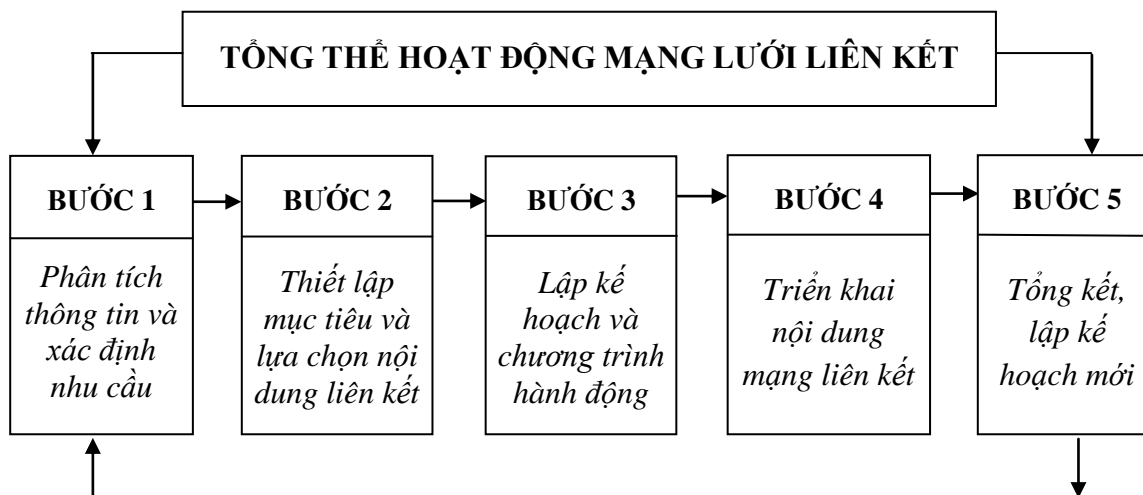 TỔNG THỂ HOẠT ĐỘNG MẠNG LƯỚI LIÊN KẾT
BƯỚC 1
Phân tích
thông tin và
xác định
nhu cầu
BƯỚC 2
Thiết lập
mục tiêu và
lựa chọn nội
dung liên kết
BƯỚC 3
Lập kế
hoạch và
chương trình
hành động
BƯỚC 4
Triển khai
nội dung
mạng liên kết
BƯỚC 5
Tổng kết,
lập kế
hoạch mới